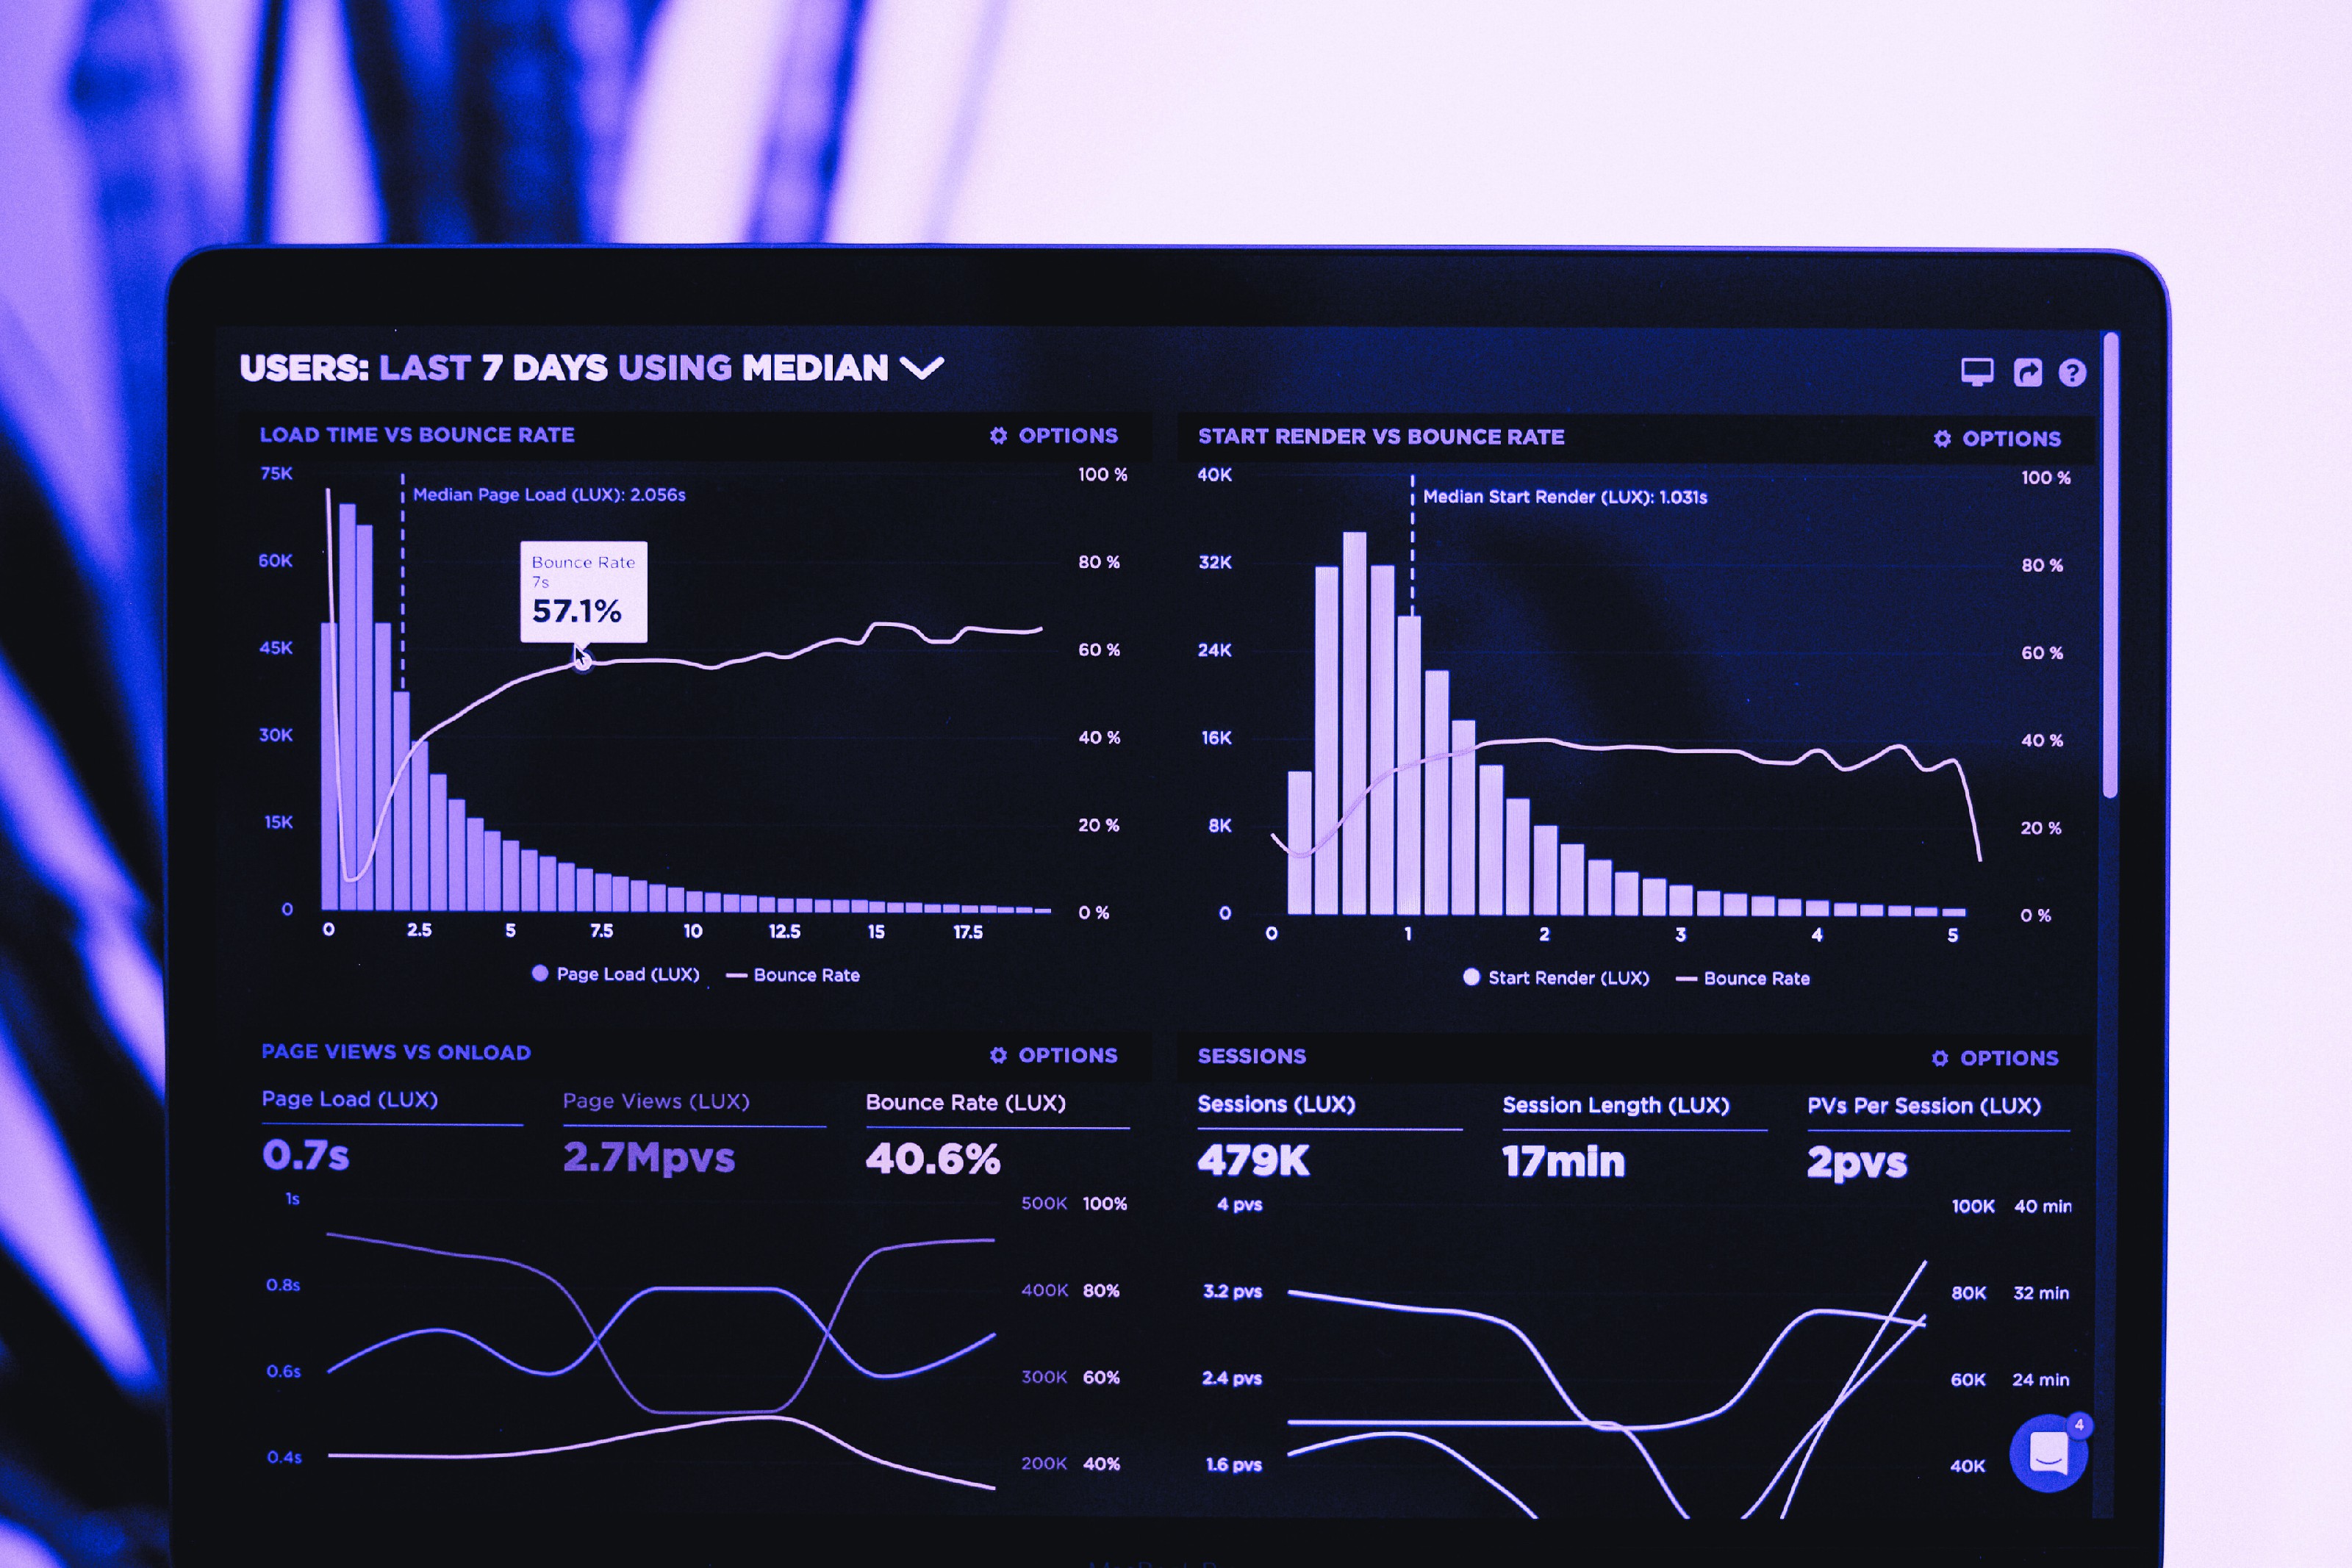 USERS: LAST 7 DAYS USING MEDIAN
LOAD TIME VS BOUNCE RATE
OPTIONS
75K
60K
45K
30K
15K
0
Median Page Load (LUX): 2.056s
Bounce Rate
7s
57.1%
100 %
80 %
60 %
40 %
20 %
0 %
0 2.5 5 7.5 10 12.5 15 17.5
Page Load (LUX) Bounce Rate
START RENDER VS BOUNCE RATE
OPTIONS
40K
32K
24K
16K
8K
0
Median Start Render (LUX): 1.031s
100 %
80 %
60 %
40 %
20 %
0 %
0 1 2 3 4 5
Start Render (LUX) Bounce Rate
PAGE VIEWS VS ONLOAD
OPTIONS
Page Load (LUX) Page Views (LUX) Bounce Rate (LUX)
0.7s 2.7Mpvs 40.6%
1s
0.8s
0.6s
0.4s
500K 100%
400K 80%
300K 60%
200K 40%
SESSIONS
OPTIONS
Sessions (LUX) Session Length (LUX) PVs Per Session (LUX)
479K 17min 2pvs
4 pvs
3.2 pvs
2.4 pvs
1.6 pvs
100K 40 min
80K 32 min
60K 24 min
40K
4